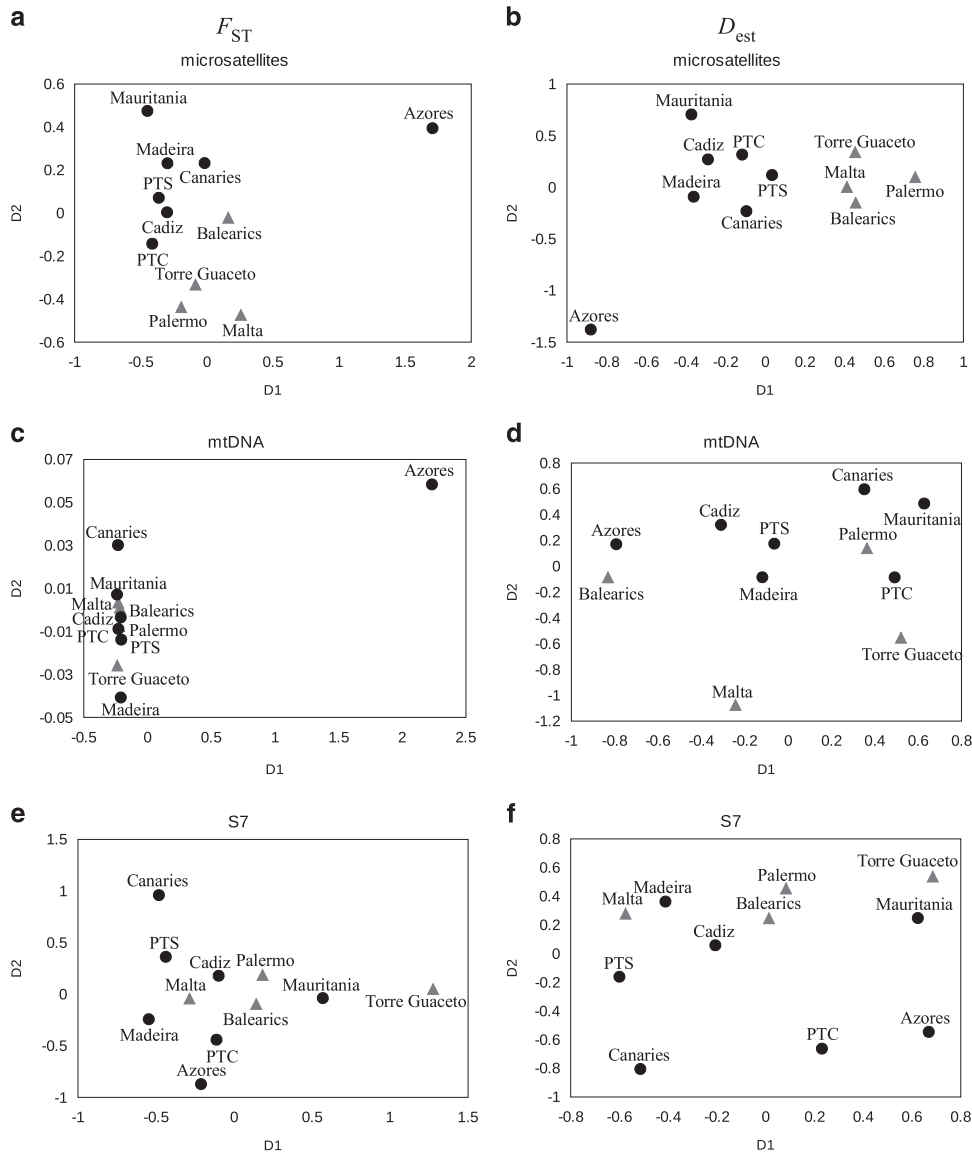 a
F_ST
microsatellites
0.6
0.4
0.2
0
-0.2
-0.4
-0.6
D2
Mauritania
Azores
Madeira
Canaries
PTS
Cadiz
Balearics
PTC
Torre Guaceto
Palermo
Malta
-1 -0.5 0 0.5 1 1.5 2
D1
b
D_est
microsatellites
1
0.5
0
-0.5
-1
-1.5
D2
Mauritania
Cadiz
PTC
Torre Guaceto
Malta
Madeira
PTS
Palermo
Canaries
Balearics
Azores
-1 -0.8 -0.6 -0.4 -0.2 0 0.2 0.4 0.6 0.8 1
D1
c
mtDNA
0.07
0.05
0.03
0.01
-0.01
-0.03
-0.05
D2
Azores
Canaries
Mauritania
Malta
Balearics
Cadiz
Palermo
PTC
PTS
Torre Guaceto
Madeira
-0.5 0 0.5 1 1.5 2 2.5
D1
d
mtDNA
0.8
0.6
0.4
0.2
0
-0.2
-0.4
-0.6
-0.8
-1
-1.2
D2
Canaries
Cadiz
Mauritania
Azores
PTS
Palermo
Balearics
Madeira
PTC
Torre Guaceto
Malta
-1 -0.8 -0.6 -0.4 -0.2 0 0.2 0.4 0.6 0.8
D1
e
S7
1.5
1
0.5
0
-0.5
-1
D2
Canaries
PTS
Cadiz
Palermo
Malta
Mauritania
Torre Guaceto
Balearics
Madeira
PTC
Azores
-1 -0.5 0 0.5 1 1.5
D1
f
S7
0.8
0.6
0.4
0.2
0
-0.2
-0.4
-0.6
-0.8
-1
D2
Torre Guaceto
Palermo
Madeira
Malta
Balearics
Mauritania
Cadiz
PTS
Azores
PTC
Canaries
-0.8 -0.6 -0.4 -0.2 0 0.2 0.4 0.6 0.8
D1